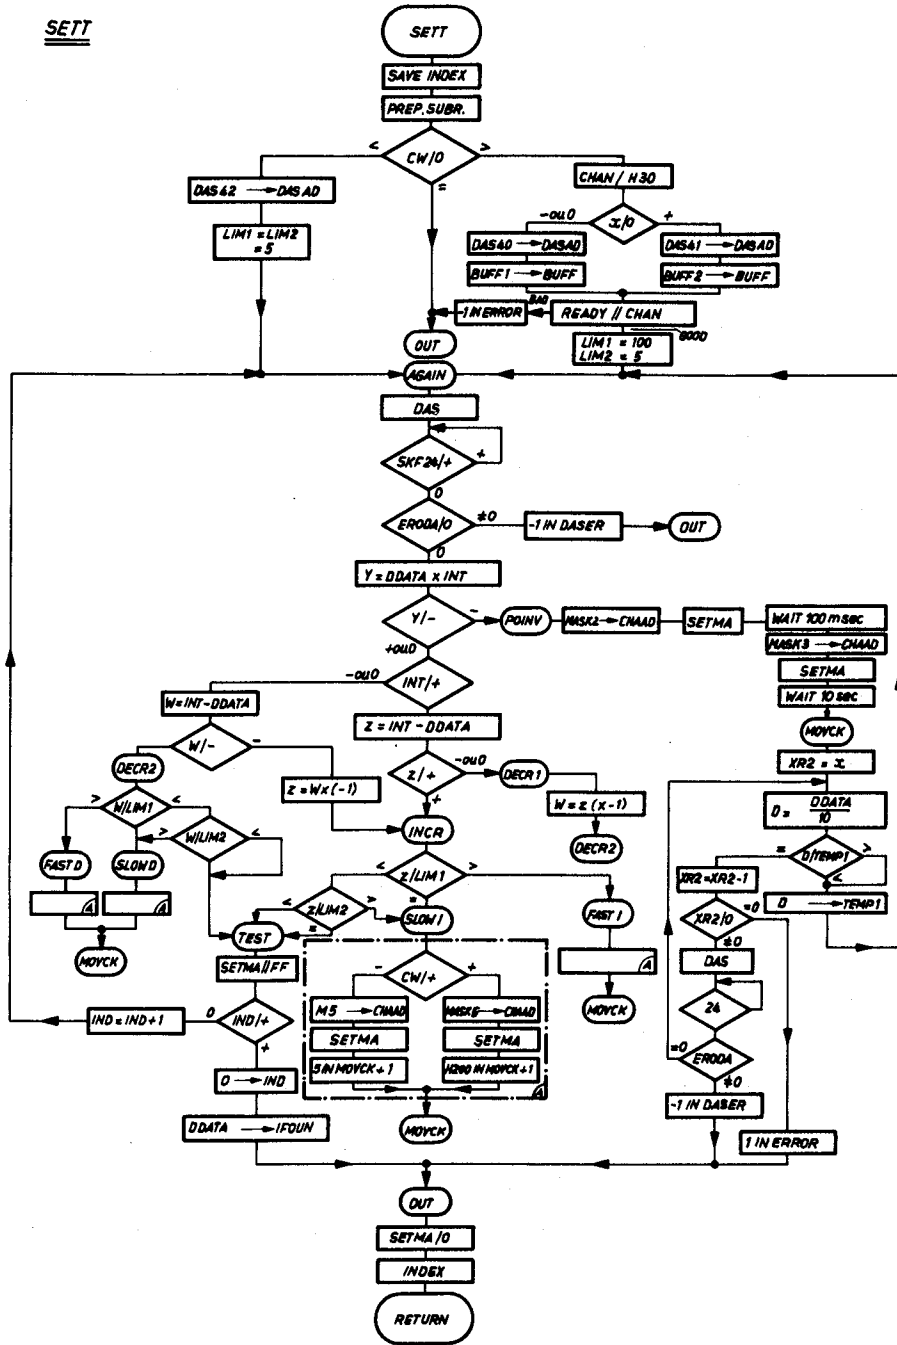 SETT
SETT
SAVE INDEX
PREP. SUBR.
CW/0
<
>
=
DAS42 → DASAD
LIM1 = LIM2
= 5
CHAN / H30
x/0
-ou0
+
DAS40 → DASAD
DAS41 → DASAD
BUFF1 → BUFF
BUFF2 → BUFF
-1 IN ERROR
BAD
READY // CHAN
GOOD
OUT
LIM1 = 100
LIM2 = 5
AGAIN
DAS
SKF24/+
+
0
ERODA/0
≠0
-1 IN DASER
OUT
0
Y = DDATA x INT
Y/-
-
POINV
MASK2 → CHAAD
SETMA
WAIT 100 msec
+ou0
MASK3 → CHAAD
SETMA
WAIT 10 sec
MOYCK
XR2 = x
D = DDATA
10
-ou0
INT/+
W=INT-DDATA
Z = INT - DDATA
W/-
-
DECR2
z/+
-ou0
DECR1
+
z = Wx(-1)
W = z (x-1)
DECR2
INCR
>
W/LIM1
<
>
W/LIM2
<
FAST D
SLOW D
A
A
MOYCK
<
z/LIM1
>
=
<
z/LIM2
>
=
SLOW I
TEST
FAST I
A
MOYCK
=
D/TEMP1
>
<
XR2=XR2-1
D → TEMP1
XR2/0
=0
≠0
DAS
24
=0
ERODA
≠0
-1 IN DASER
1 IN ERROR
SETMA//FF
IND = IND+1
0
IND/+
+
0 → IND
DDATA → IFOUN
-
CW/+
+
M5 → CHAAD
MASK6 → CHAAD
SETMA
SETMA
5 IN MOYCK + 1
H200 IN MOYCK + 1
A
MOYCK
OUT
SETMA /0
INDEX
RETURN